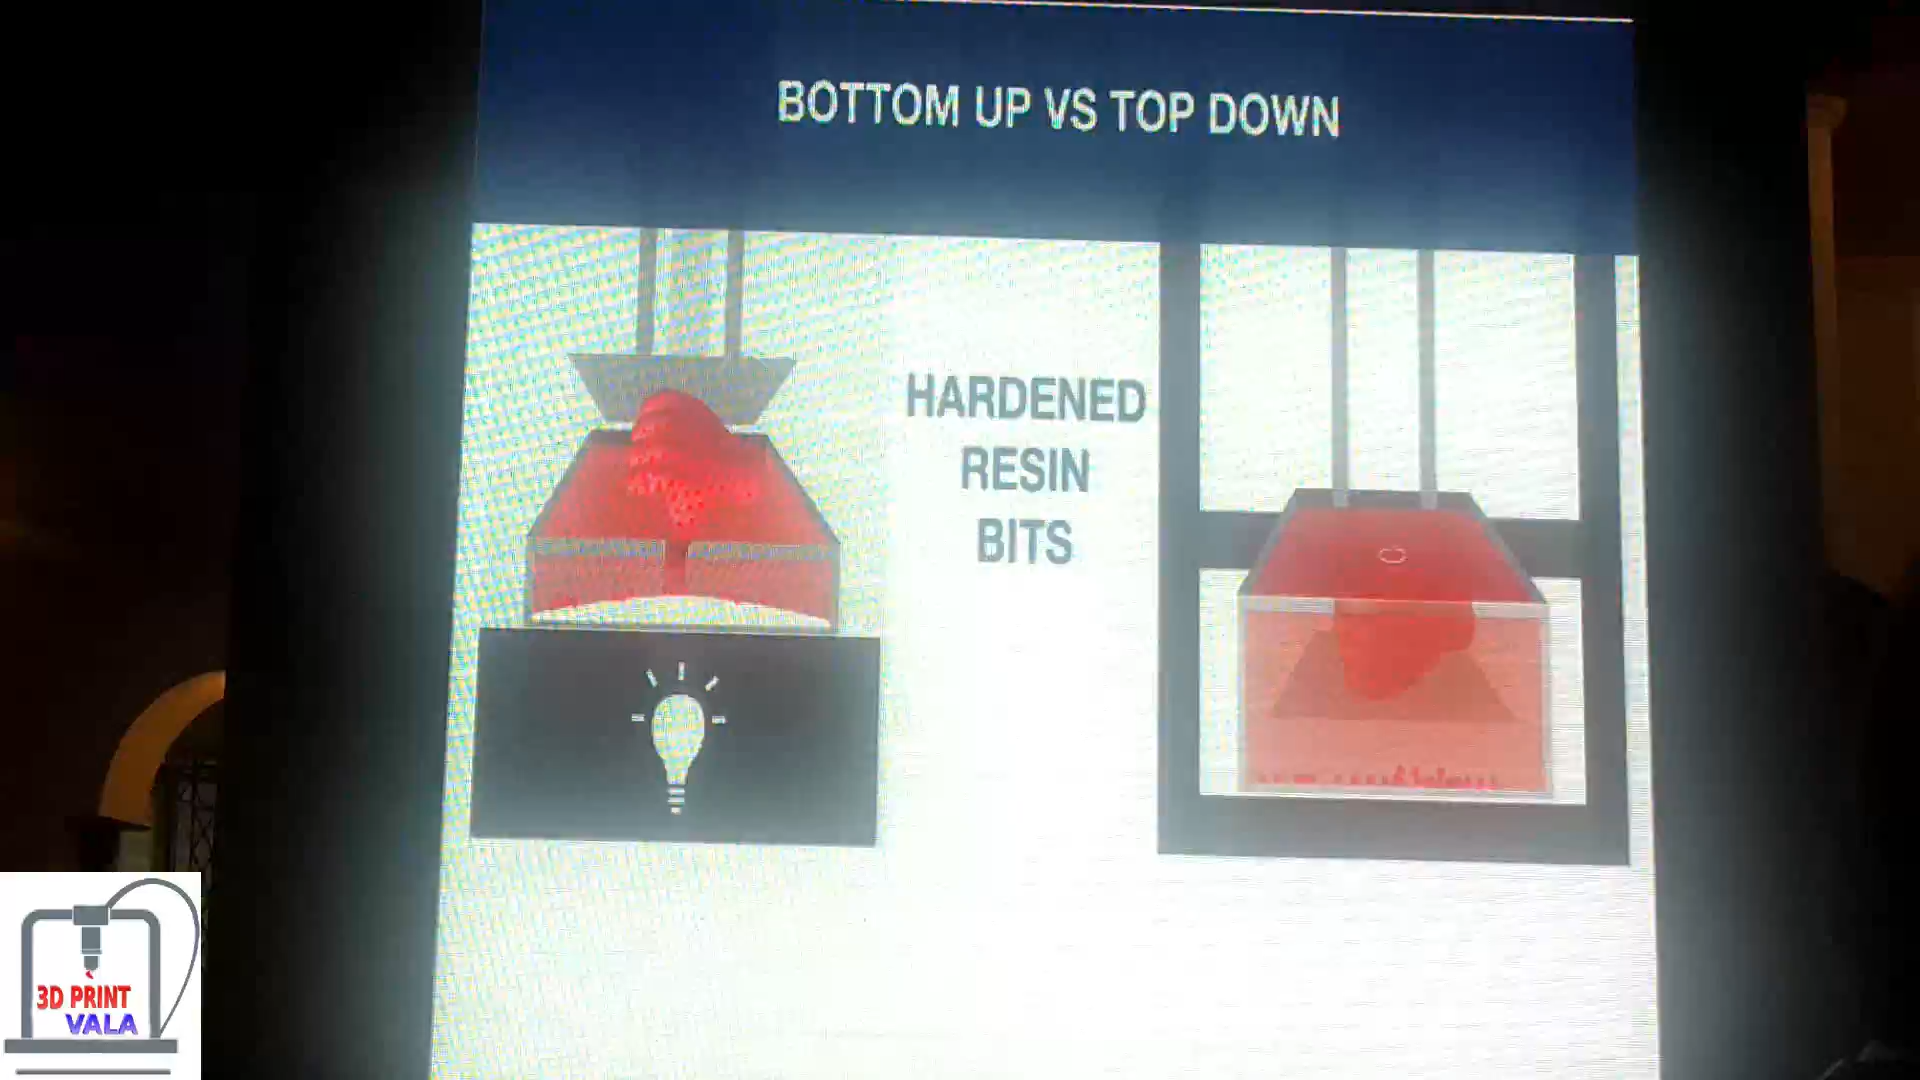 BOTTOM UP VS TOP DOWN
HARDENED
RESIN
BITS
3D PRINT
VALA